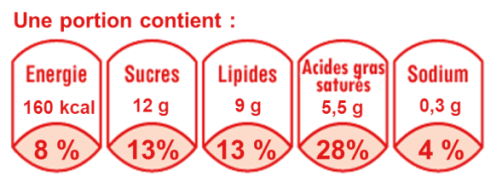 Une portion contient :
Energie Sucres Lipides Acides gras saturés Sodium
160 kcal 12 g 9 g 5,5 g 0,3 g
8 % 13% 13 % 28% 4 %